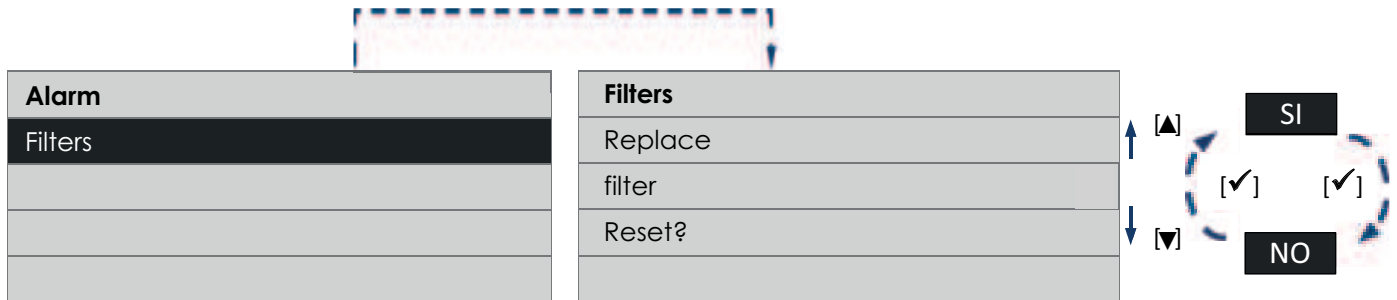 Alarm
Filters
Filters
Replace
filter
Reset?
[▲]
[▼]
SI
[✓] [✓]
NO